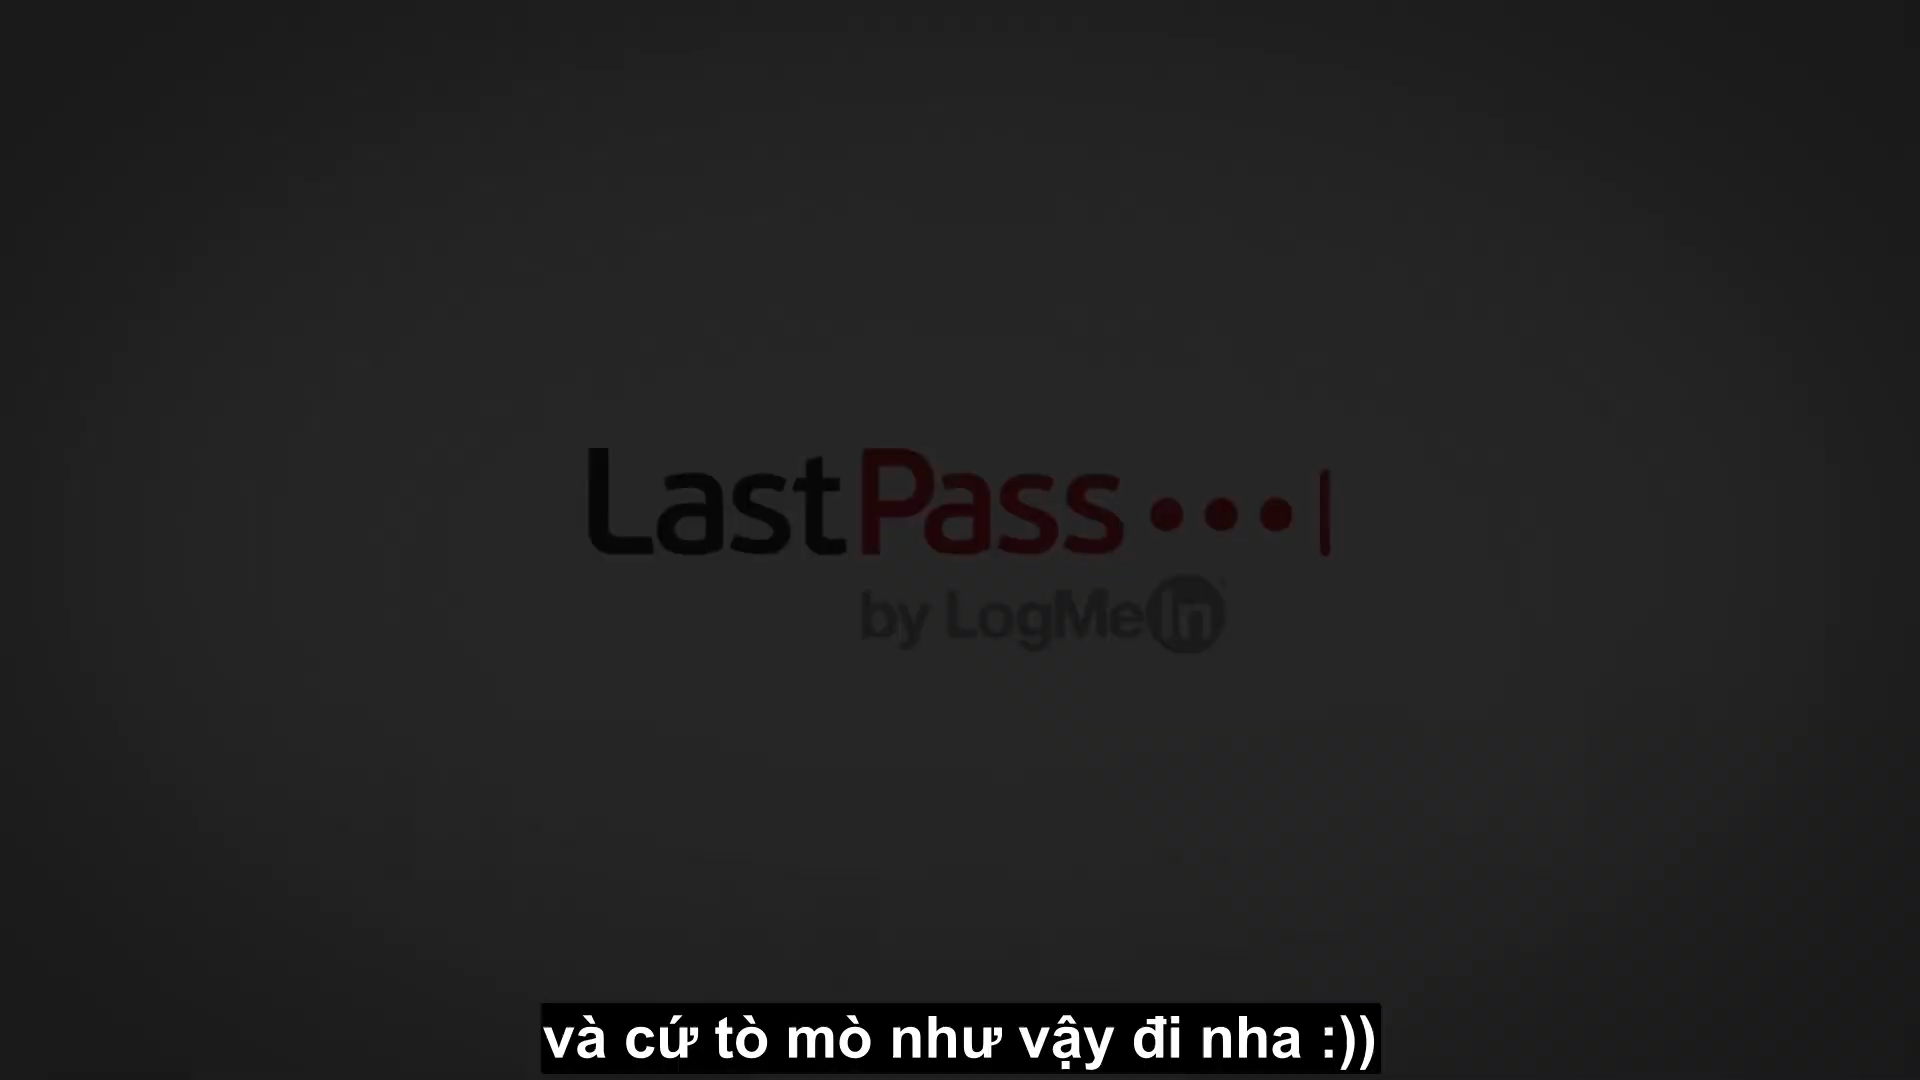 LastPass
by LogMeIn
và cứ tò mò như vậy đi nha :))